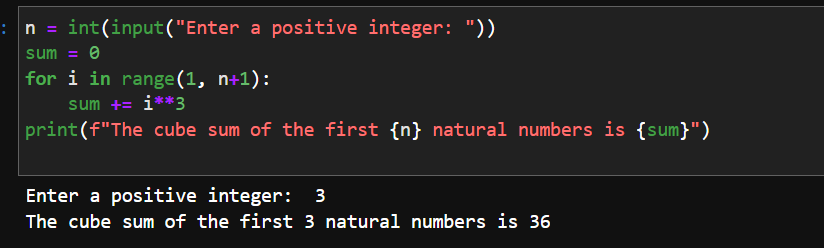 : n = int(input("Enter a positive integer: "))
sum = 0
for i in range(1, n+1):
    sum += i**3
print(f"The cube sum of the first {n} natural numbers is {sum}")
Enter a positive integer:  3
The cube sum of the first 3 natural numbers is 36